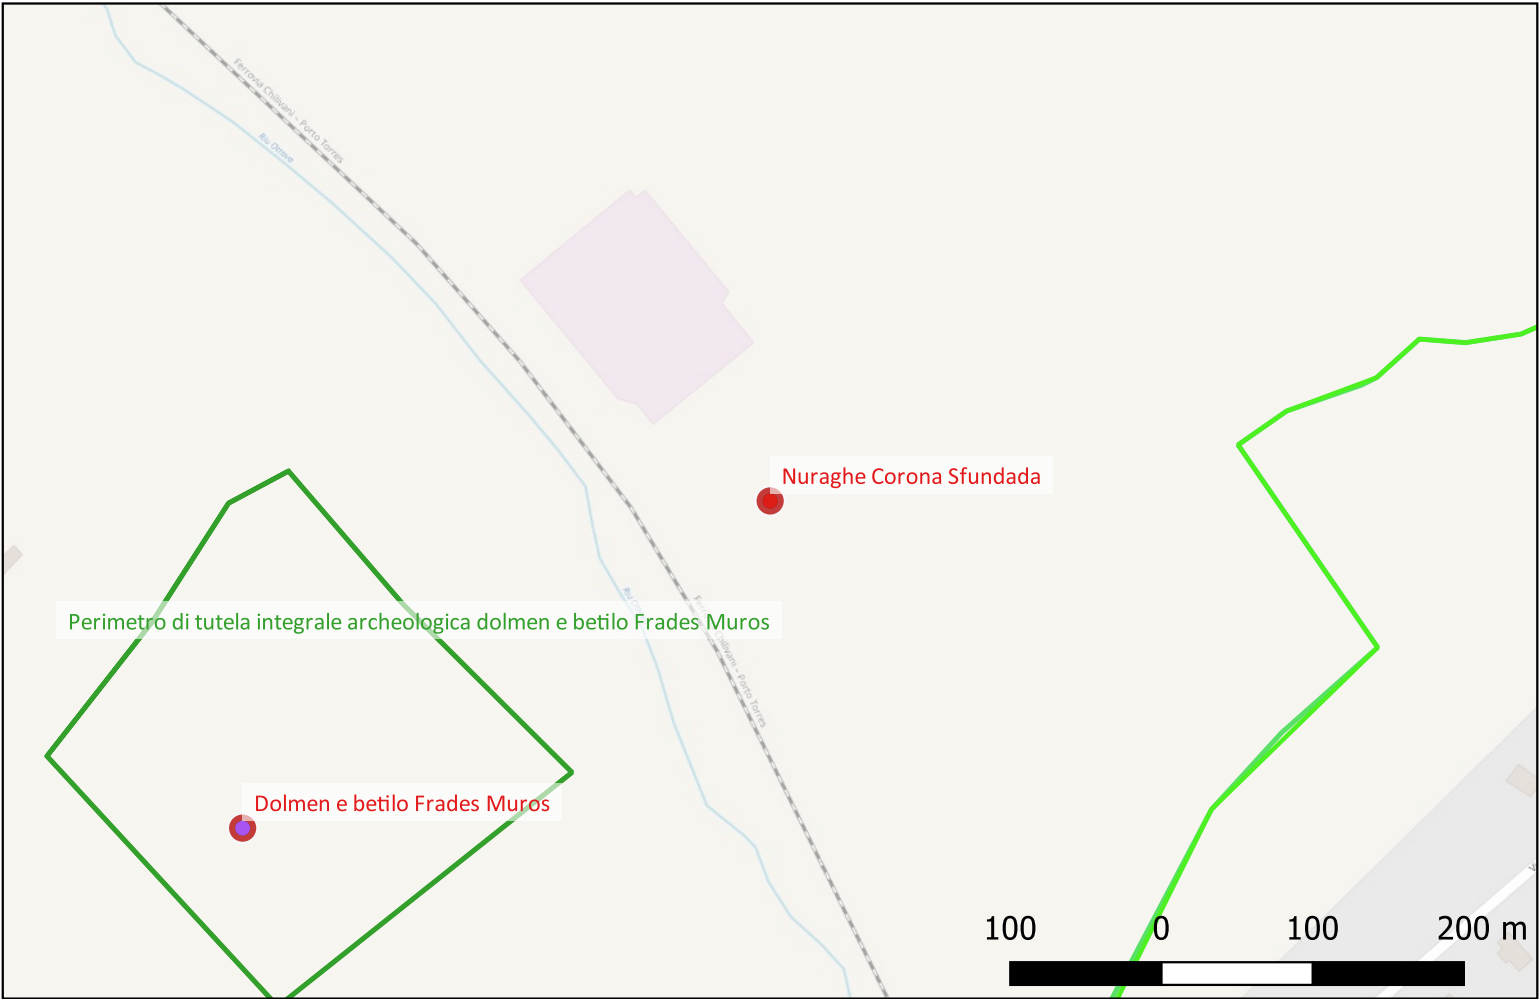 Ferrovia Chilivani - Porto Torres
Riu Ottava
Nuraghe Corona Sfundada
Perimetro di tutela integrale archeologica dolmen e betilo Frades Muros
Riu
Chilivani - Porto Torres
Dolmen e betilo Frades Muros
100 0 100 200 m